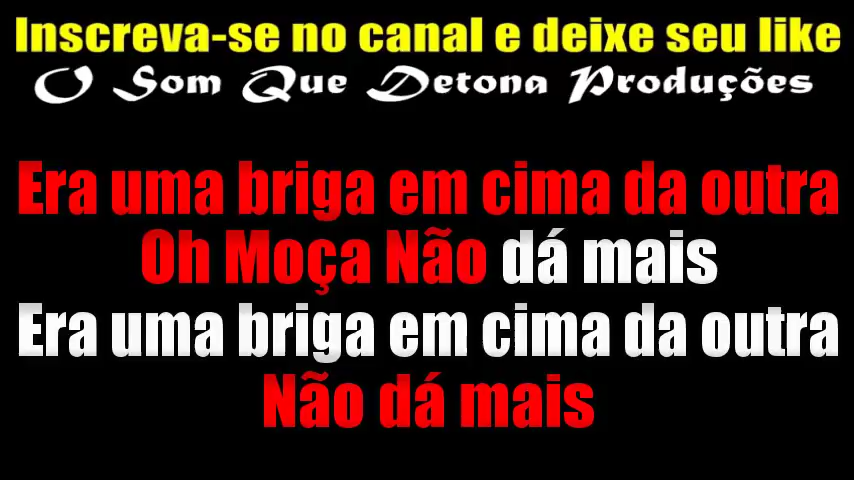 Inscreva-se no canal e deixe seu like
O Som Que Detona Produções
Era uma briga em cima da outra
Oh Moça Não dá mais
Era uma briga em cima da outra
Não dá mais